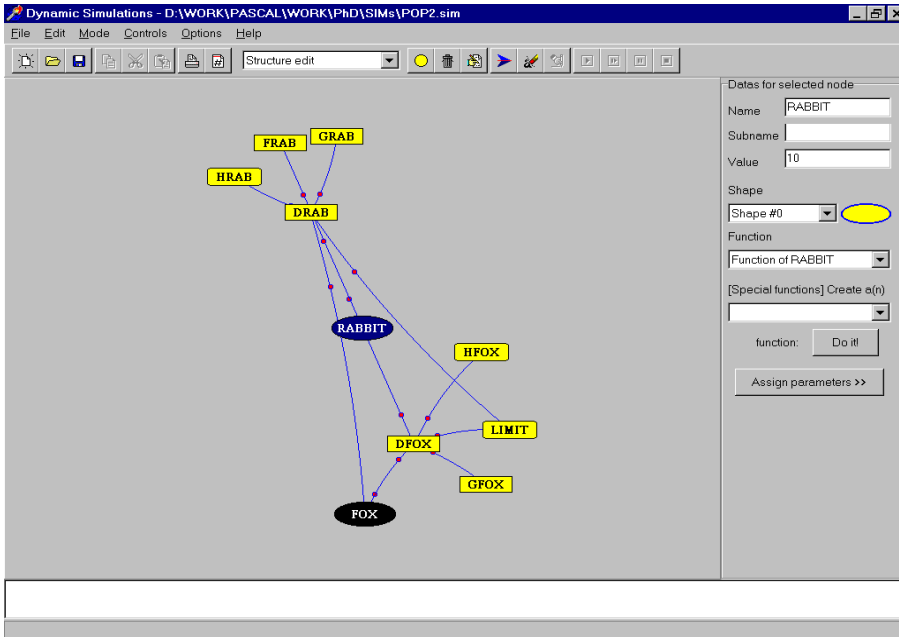 Dynamic Simulations - D:\WORK\PASCAL\WORK\PhD\SIMs\POP2.sim
File Edit Mode Controls Options Help
Structure edit
Datas for selected node
Name RABBIT
Subname
Value 10
Shape
Shape #0
Function
Function of RABBIT
[Special functions] Create a(n)
function: Do it!
Assign parameters >>
FRAB
GRAB
HRAB
DRAB
RABBIT
HFOX
LIMIT
DFOX
GFOX
FOX